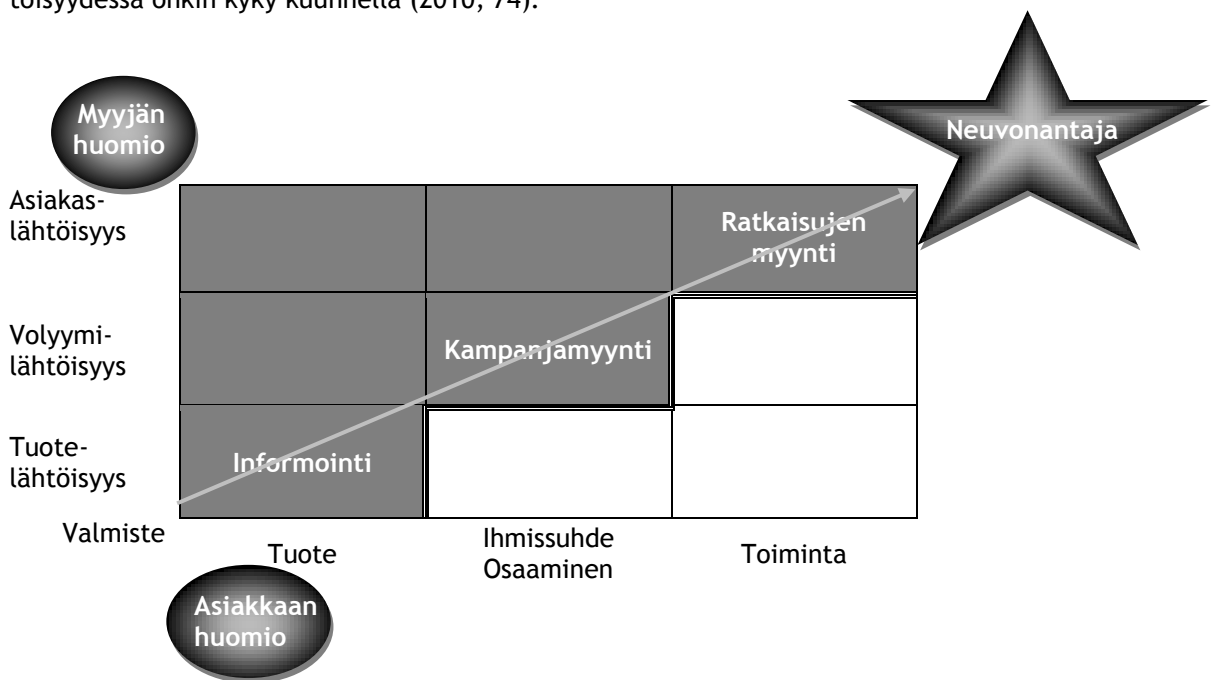 töisyydessä onkin kyky kuunnella (2010, 74).
Myyjän
huomio
Neuvonantaja
Asiakas-
lähtöisyys
Ratkaisujen
myynti
Volyymi-
lähtöisyys
Kampanjamyynti
Tuote-
lähtöisyys
Informointi
Valmiste
Tuote
Ihmissuhde
Osaaminen
Toiminta
Asiakkaan
huomio